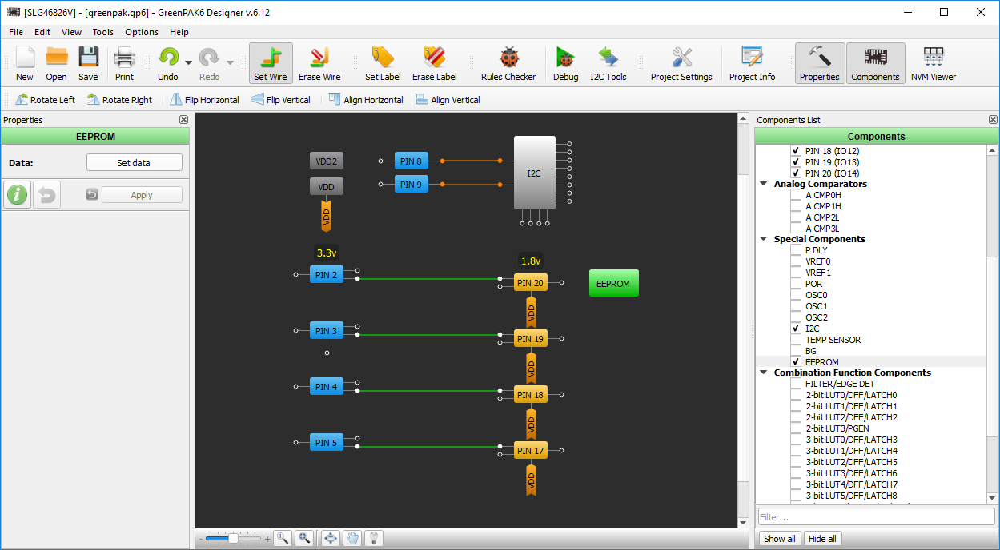 [SLG46826V] - [greenpak.gp6] - GreenPAK6 Designer v.6.12
File Edit View Tools Options Help
New Open Save Print Undo Redo Set Wire Erase Wire Set Label Erase Label Rules Checker Debug I2C Tools Project Settings Project Info Properties Components NVM Viewer
Rotate Left Rotate Right Flip Horizontal Flip Vertical Align Horizontal Align Vertical
Properties
EEPROM
Data: Set data
Apply
VDD2 PIN 8 I2C
VDD PIN 9
VDD
3.3v 1.8v
PIN 2 PIN 20 EEPROM
VDD
PIN 3 PIN 19
VDD
PIN 4 PIN 18
VDD
PIN 5 PIN 17
VDD
- +
Components List
Components
PIN 18 (IO12)
PIN 19 (IO13)
PIN 20 (IO14)
Analog Comparators
A CMP0H
A CMP1H
A CMP2L
A CMP3L
Special Components
P DLY
VREF0
VREF1
POR
OSC0
OSC1
OSC2
I2C
TEMP SENSOR
BG
EEPROM
Combination Function Components
FILTER/EDGE DET
2-bit LUT0/DFF/LATCH0
2-bit LUT1/DFF/LATCH1
2-bit LUT2/DFF/LATCH2
2-bit LUT3/PGEN
3-bit LUT0/DFF/LATCH3
3-bit LUT1/DFF/LATCH4
3-bit LUT2/DFF/LATCH5
3-bit LUT3/DFF/LATCH6
3-bit LUT4/DFF/LATCH7
3-bit LUT5/DFF/LATCH8
Filter...
Show all Hide all